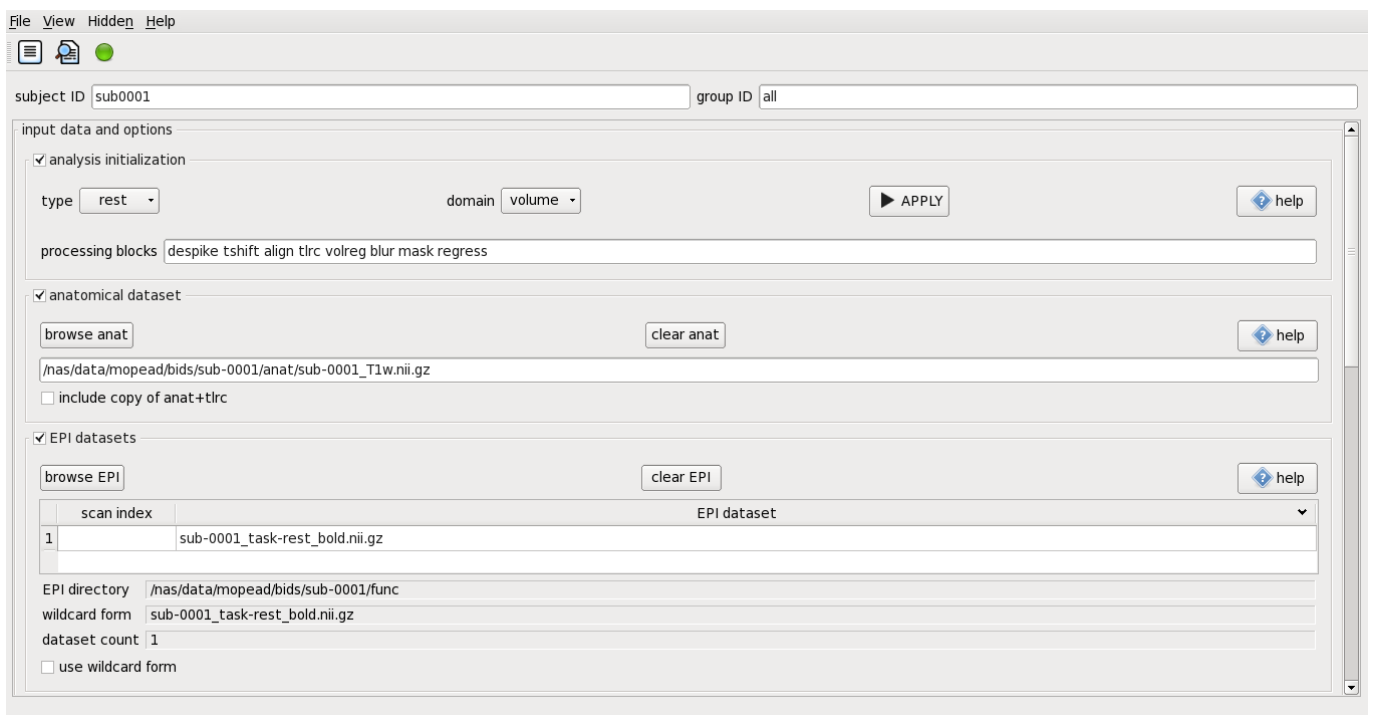 File View Hidden Help
subject ID sub0001 group ID all
input data and options
analysis initialization
type rest domain volume APPLY help
processing blocks despike tshift align tlrc volreg blur mask regress
anatomical dataset
browse anat clear anat help
/nas/data/mopead/bids/sub-0001/anat/sub-0001_T1w.nii.gz
include copy of anat+tlrc
EPI datasets
browse EPI clear EPI help
scan index EPI dataset
1 sub-0001_task-rest_bold.nii.gz
EPI directory /nas/data/mopead/bids/sub-0001/func
wildcard form sub-0001_task-rest_bold.nii.gz
dataset count 1
use wildcard form